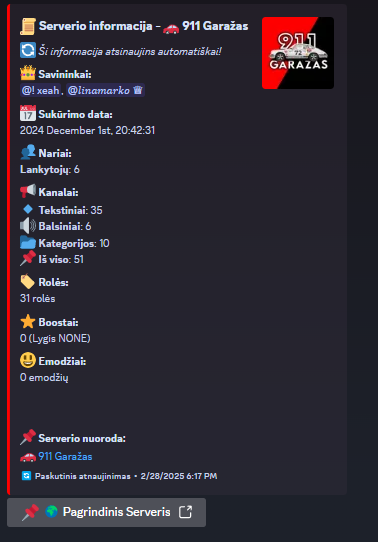 Serverio informacija - 🚗 911 Garažas
Ši informacija atsinaujins automatiškai!
Savininkai:
@! xeah , @𝓵𝓲𝓷𝓪𝓶𝓪𝓻𝓴𝓸 ♛
Sukūrimo data:
2024 December 1st, 20:42:31
Nariai:
Lankytojų: 6
Kanalai:
Tekstiniai: 35
Balsiniai: 6
Kategorijos: 10
Iš viso: 51
Rolės:
31 rolės
Boostai:
0 (Lygis NONE)
Emodžiai:
0 emodžių
Serverio nuoroda:
🚗 911 Garažas
Paskutinis atnaujinimas • 2/28/2025 6:17 PM
Pagrindinis Serveris
911
GARAZAS